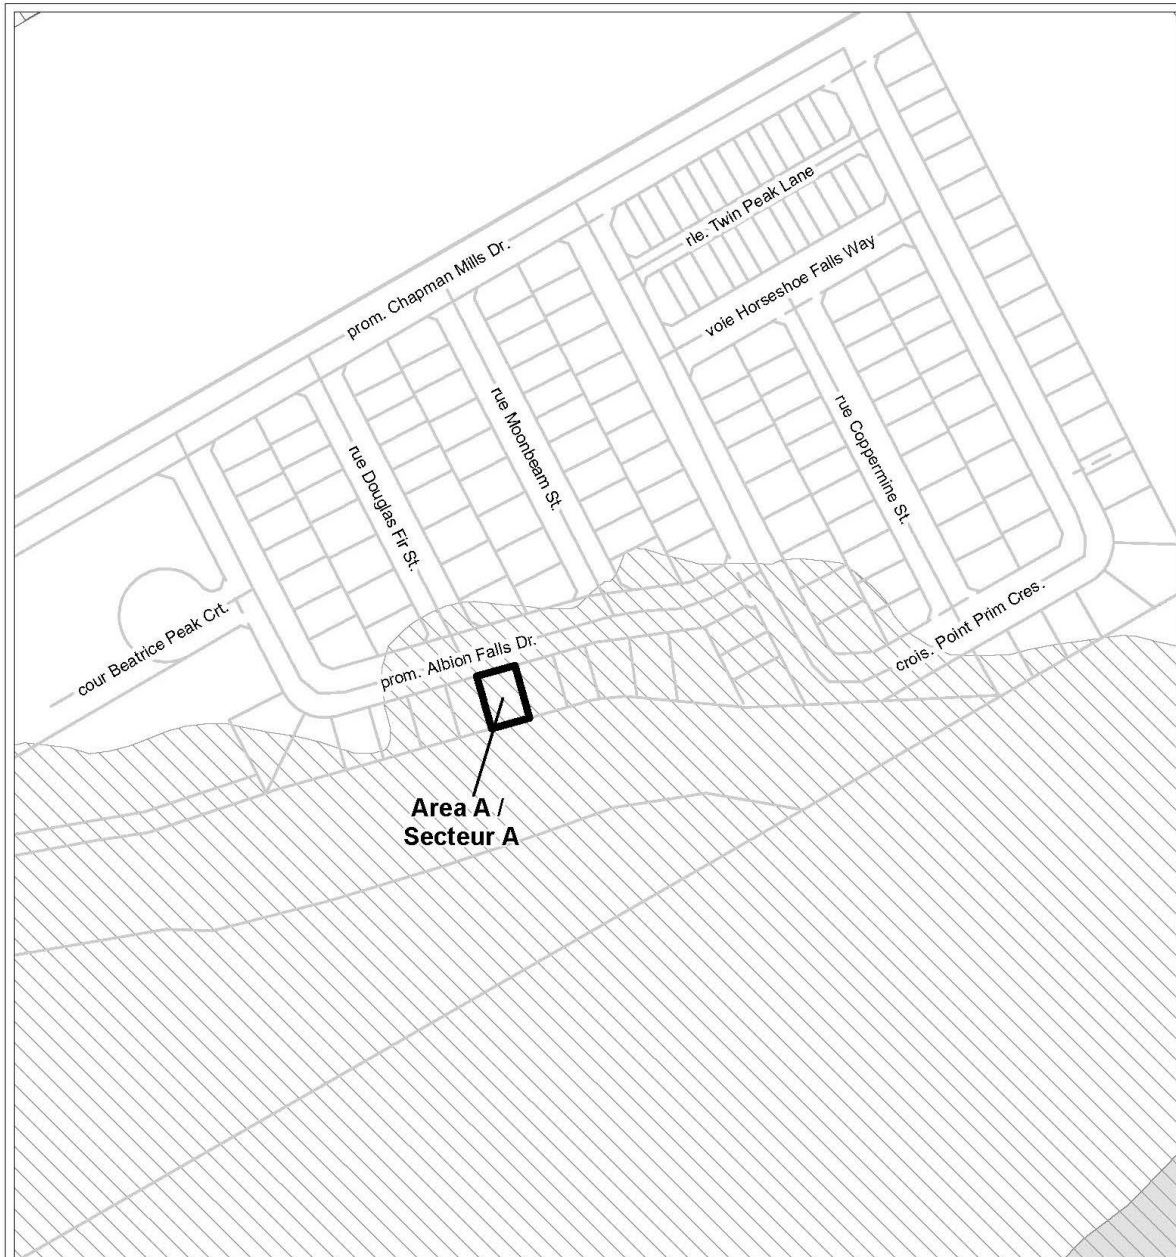 rle. Twin Peak Lane
prom. Chapman Mills Dr.
voie Horseshoe Falls Way
rue Moonbeam St.
rue Coppermine St.
rue Douglas Fir St.
cour Beatrice Peak Crt.
crois. Point Prim Cres.
prom. Albion Falls Dr.
Area A /
Secteur A